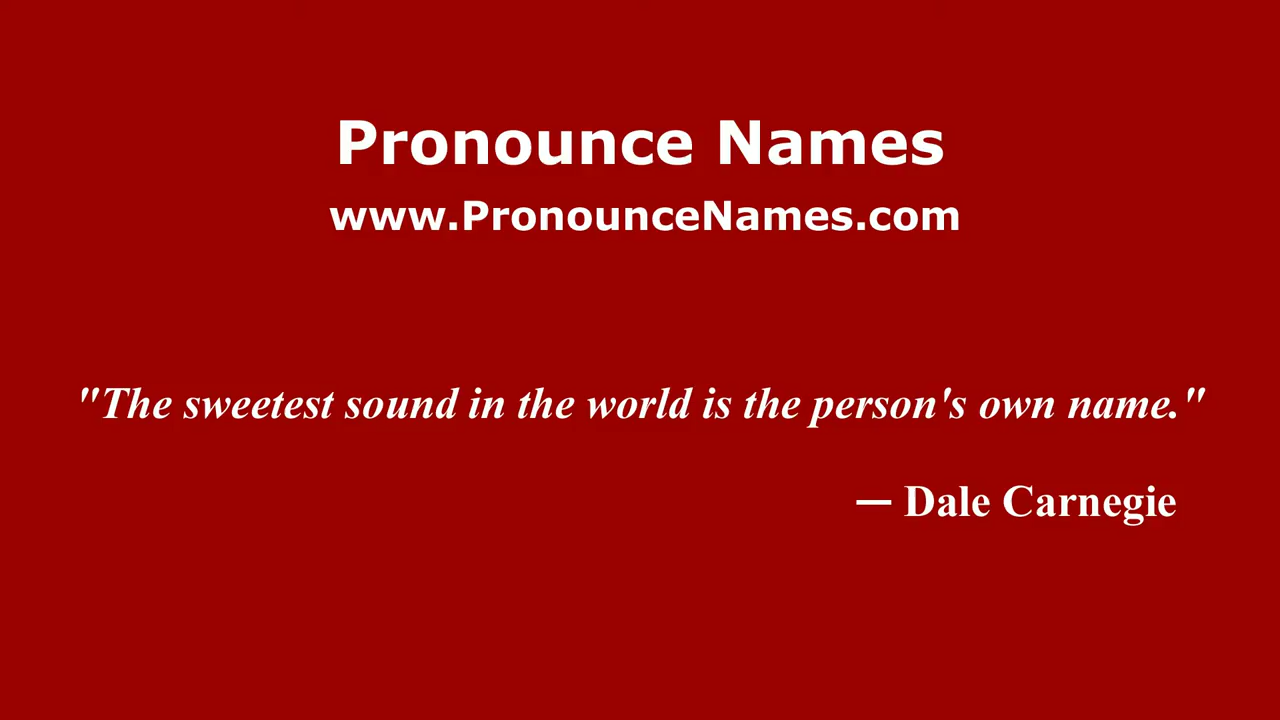 Pronounce Names
www.PronounceNames.com
"The sweetest sound in the world is the person's own name."
— Dale Carnegie